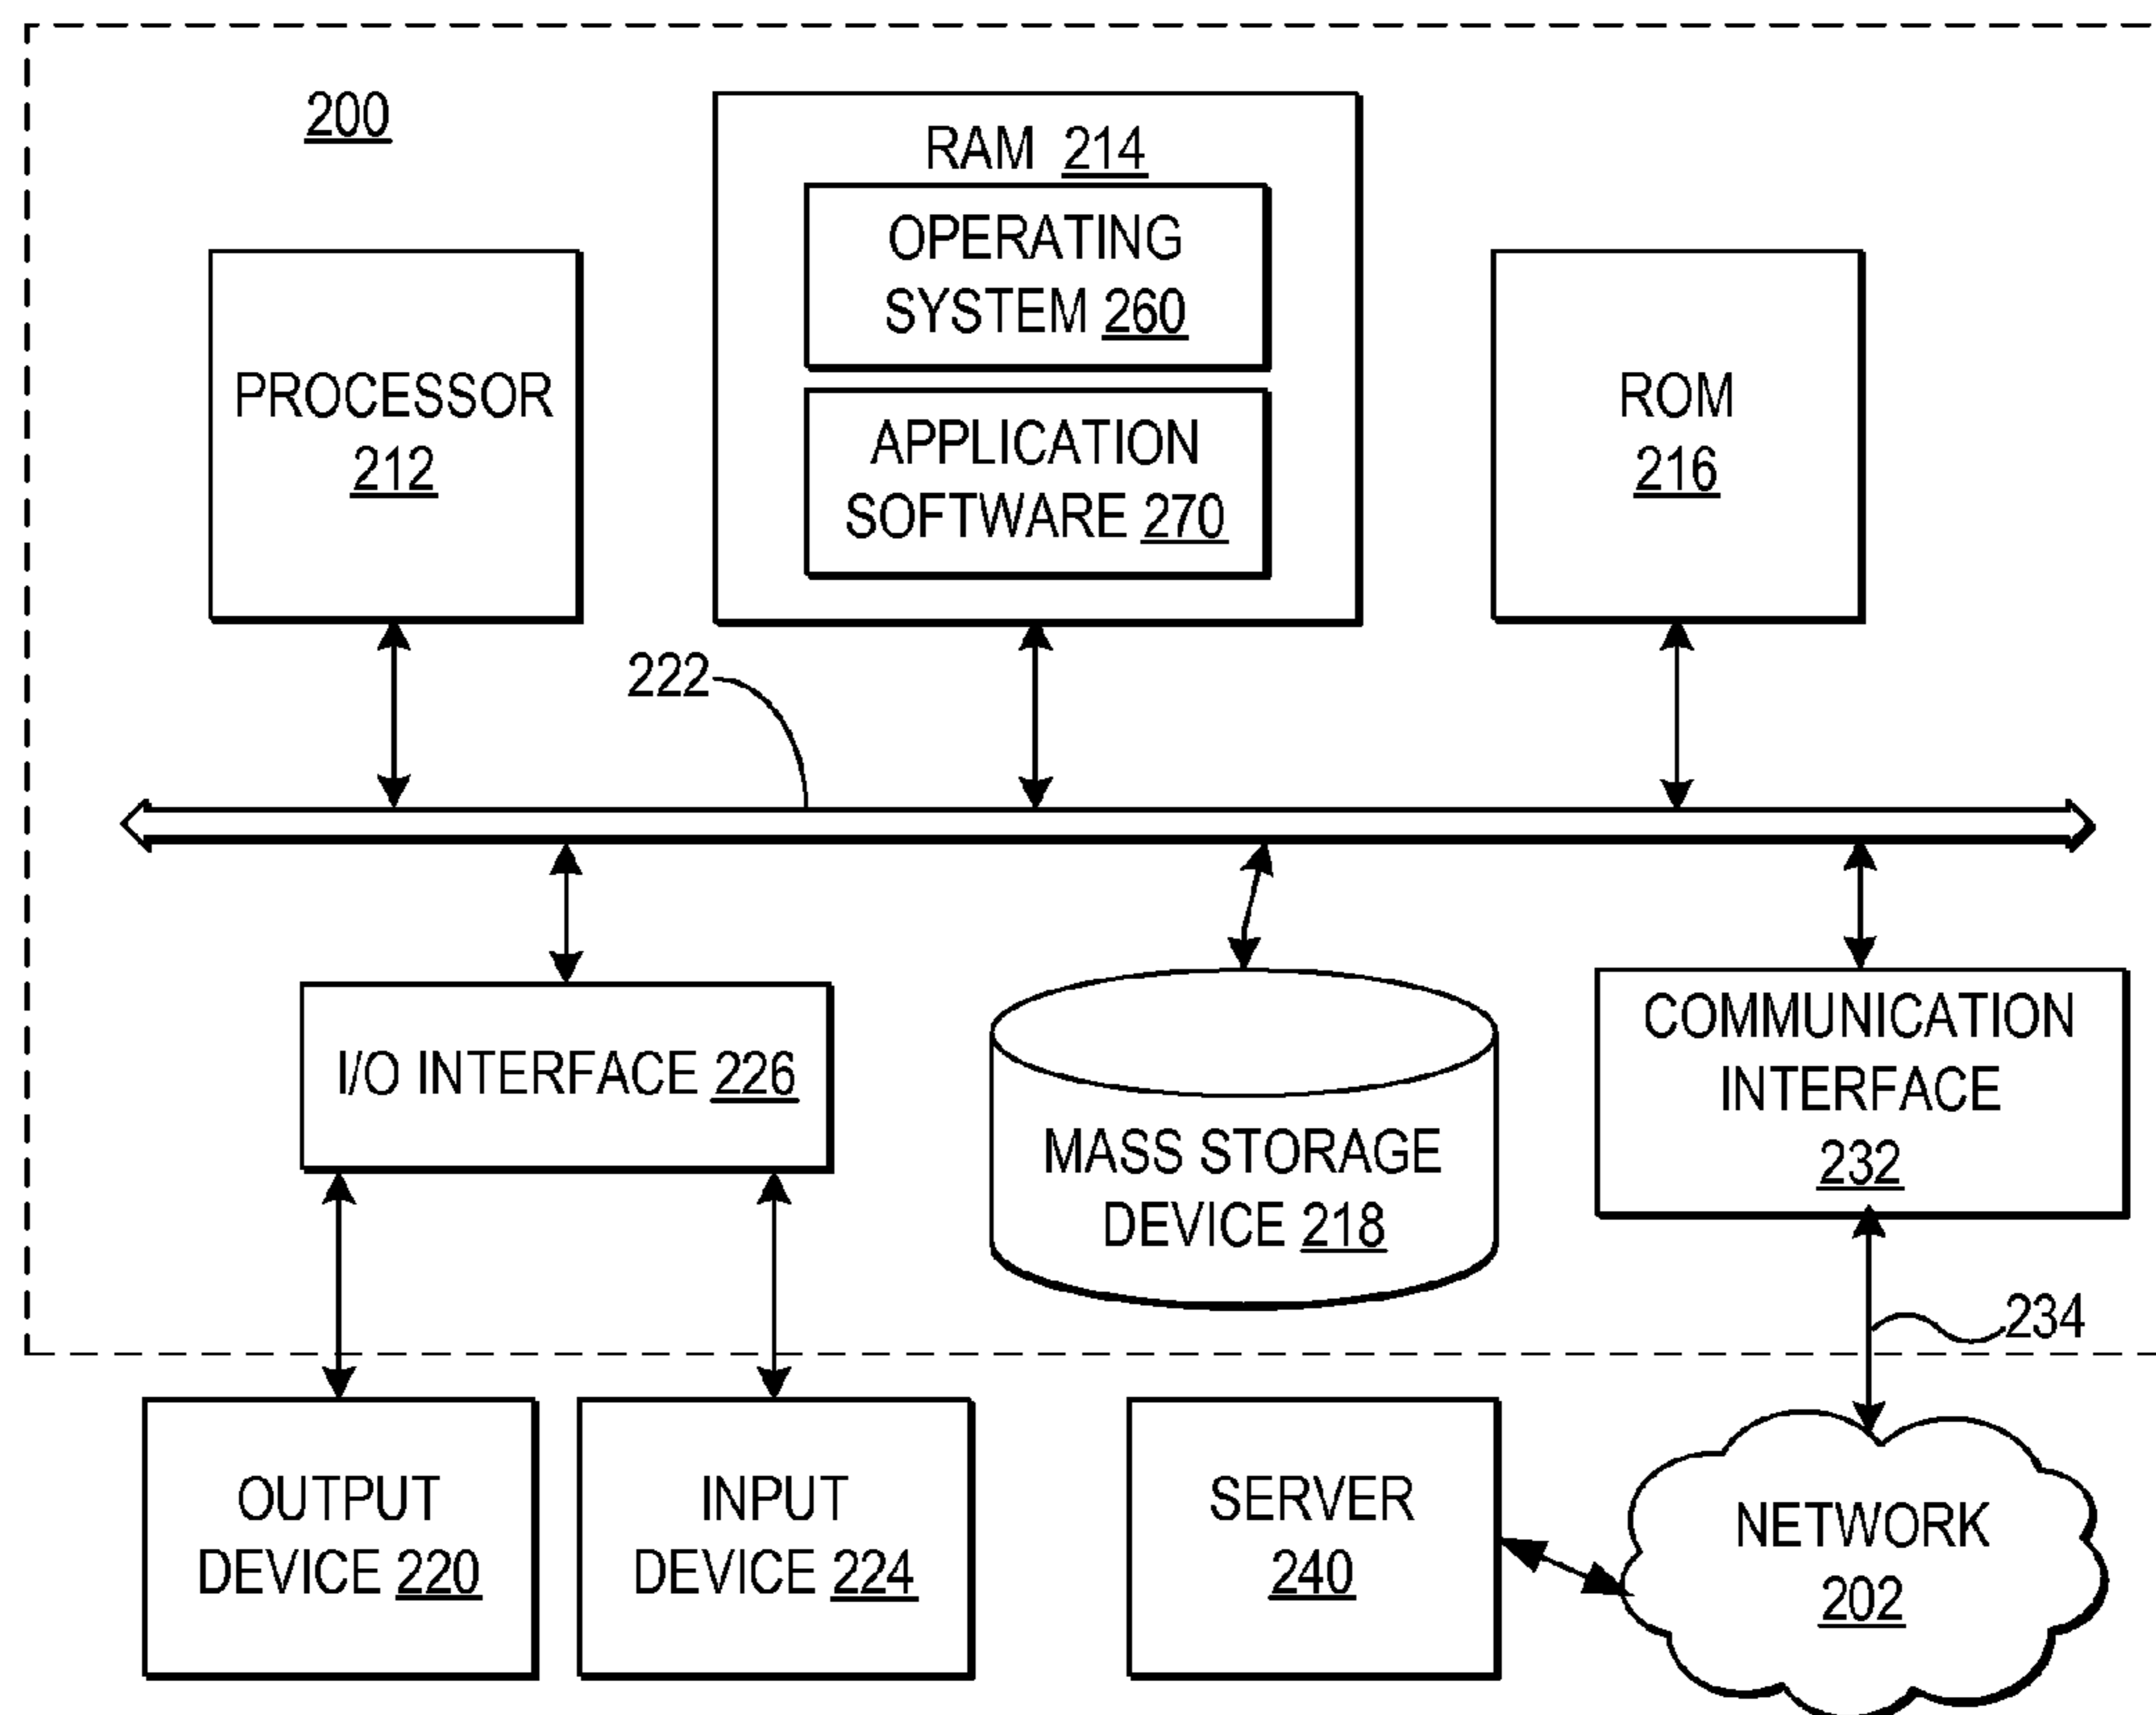 200
RAM 214
OPERATING
SYSTEM 260
APPLICATION
SOFTWARE 270
PROCESSOR
212
ROM
216
222
I/O INTERFACE 226
MASS STORAGE
DEVICE 218
COMMUNICATION
INTERFACE
232
234
OUTPUT
DEVICE 220
INPUT
DEVICE 224
SERVER
240
NETWORK
202